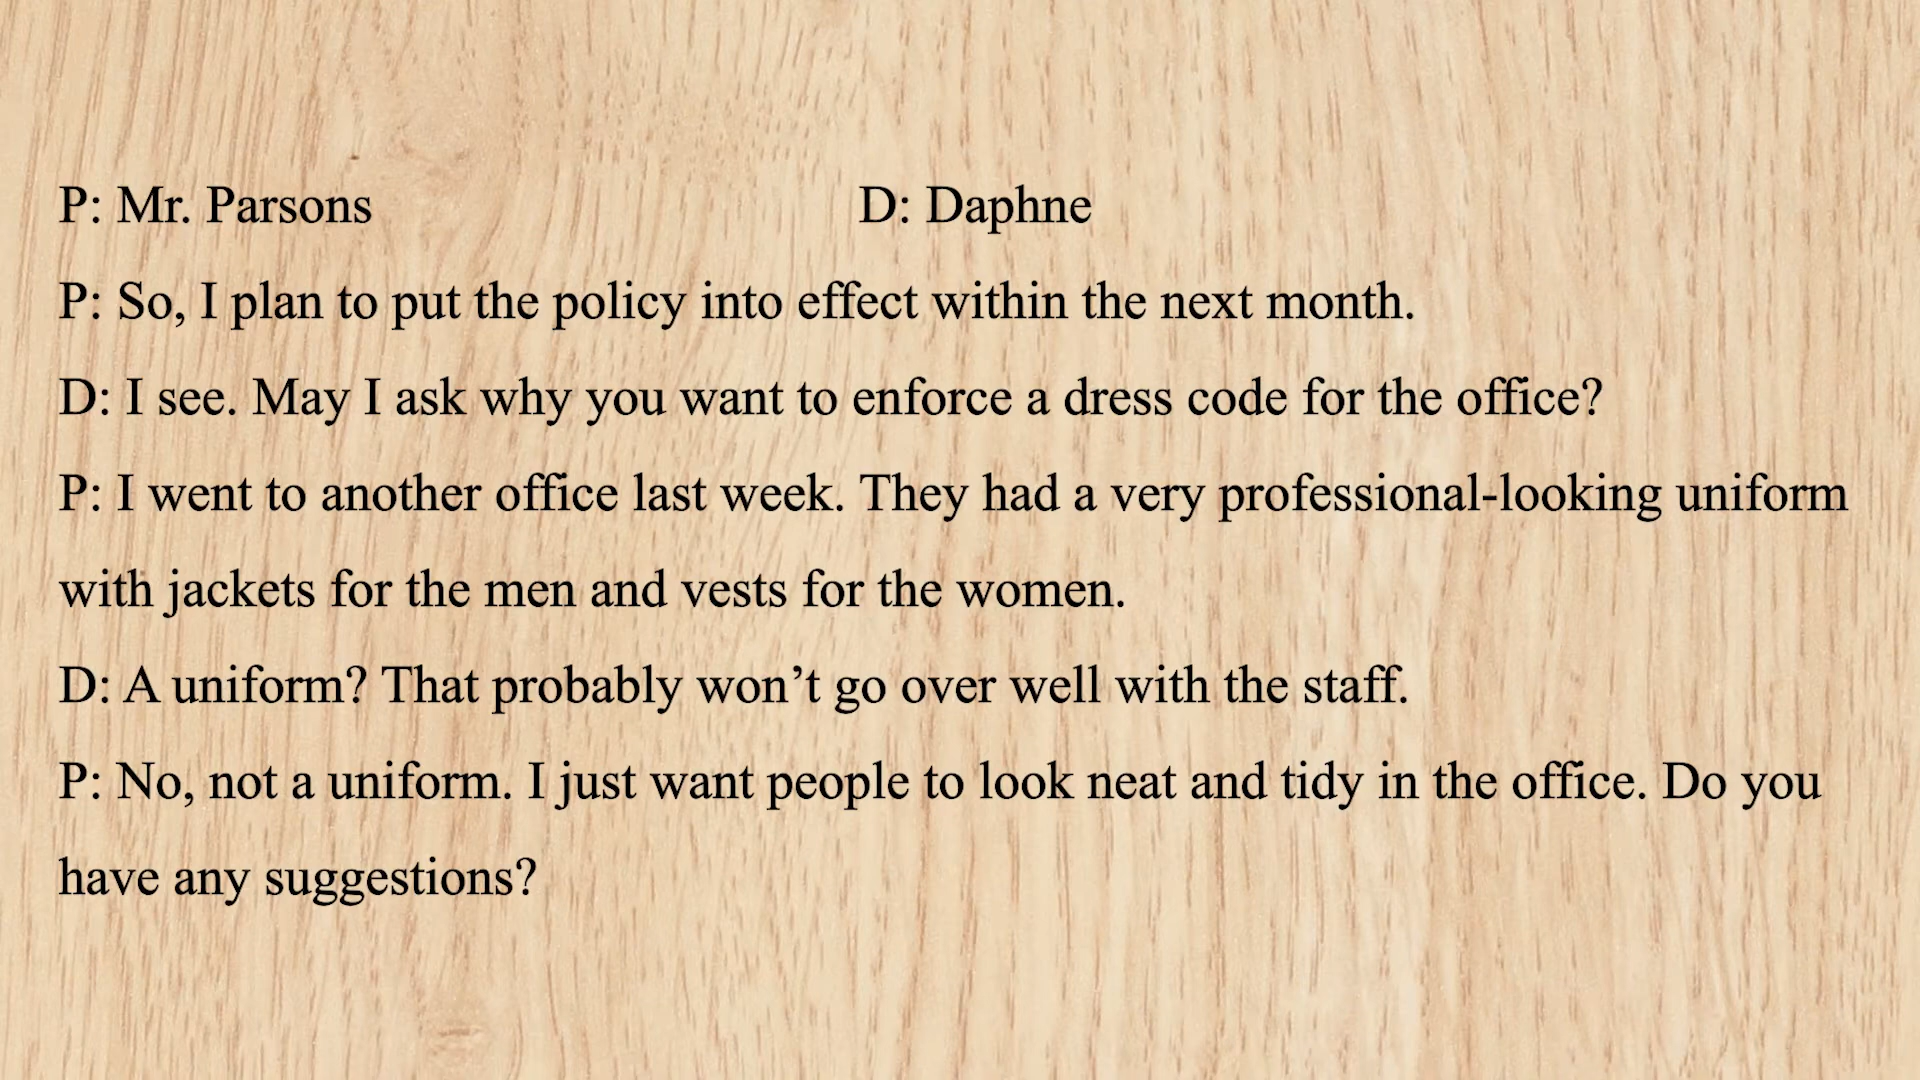 P: Mr. Parsons D: Daphne
P: So, I plan to put the policy into effect within the next month.
D: I see. May I ask why you want to enforce a dress code for the office?
P: I went to another office last week. They had a very professional-looking uniform
with jackets for the men and vests for the women.
D: A uniform? That probably won’t go over well with the staff.
P: No, not a uniform. I just want people to look neat and tidy in the office. Do you
have any suggestions?